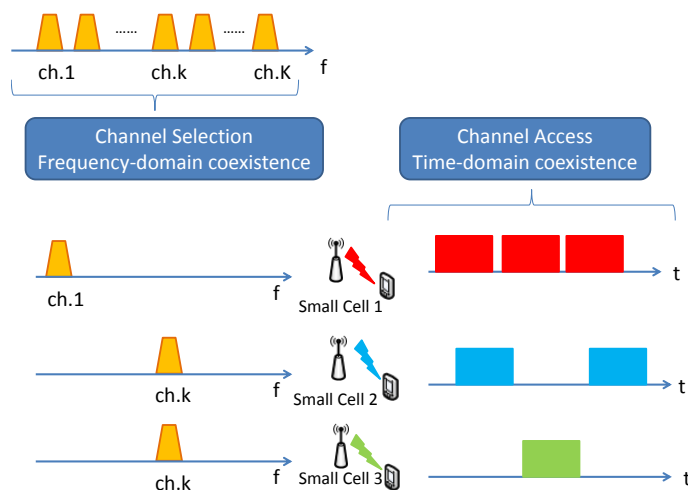 ...... ......
f
ch.1 ch.k ch.K
Channel Selection
Frequency-domain coexistence
Channel Access
Time-domain coexistence
f
ch.1
Small Cell 1
t
f
ch.k
Small Cell 2
t
f
ch.k
Small Cell 3
t